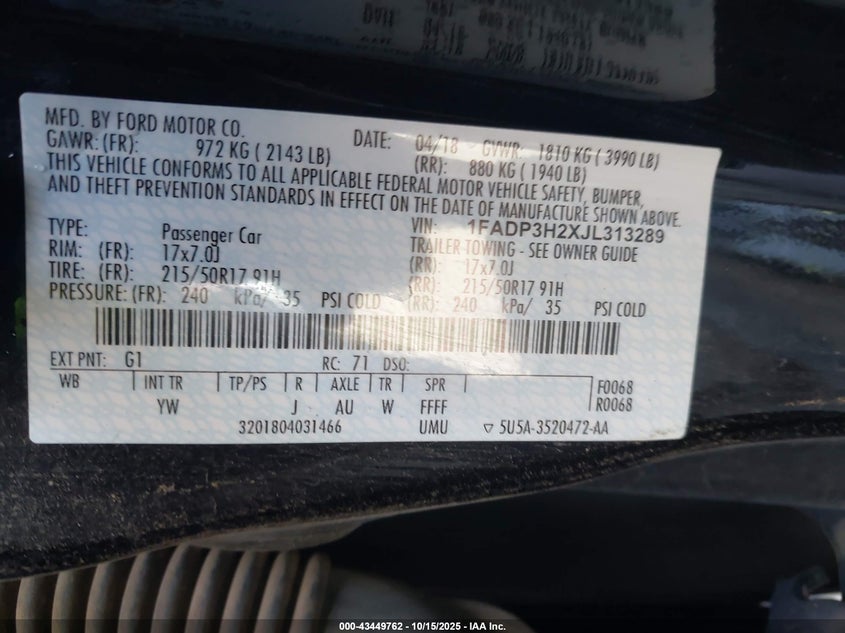 MFD. BY FORD MOTOR CO. DATE: 04/18 GVWR: 1810 KG ( 3990 LB)
GAWR: (FR): 972 KG ( 2143 LB) (RR): 880 KG ( 1940 LB)
THIS VEHICLE CONFORMS TO ALL APPLICABLE FEDERAL MOTOR VEHICLE SAFETY, BUMPER,
AND THEFT PREVENTION STANDARDS IN EFFECT ON THE DATE OF MANUFACTURE SHOWN ABOVE.
VIN: 1FADP3H2XJL313289
TYPE: Passenger Car TRAILER TOWING - SEE OWNER GUIDE
RIM: (FR): 17x7.0J (RR): 17x7.0J
TIRE: (FR): 215/50R17 91H (RR): 215/50R17 91H
PRESSURE: (FR): 240 kPa/ 35 PSI COLD (RR): 240 kPa/ 35 PSI COLD
EXT PNT: G1 RC: 71 DSO:
WB INT TR TP/PS R AXLE TR SPR F0068
YW J AU W FFFF R0068
3201804031466 UMU ▽ 5U5A-3520472-AA
000-43449762 - 10/15/2025 - IAA Inc.